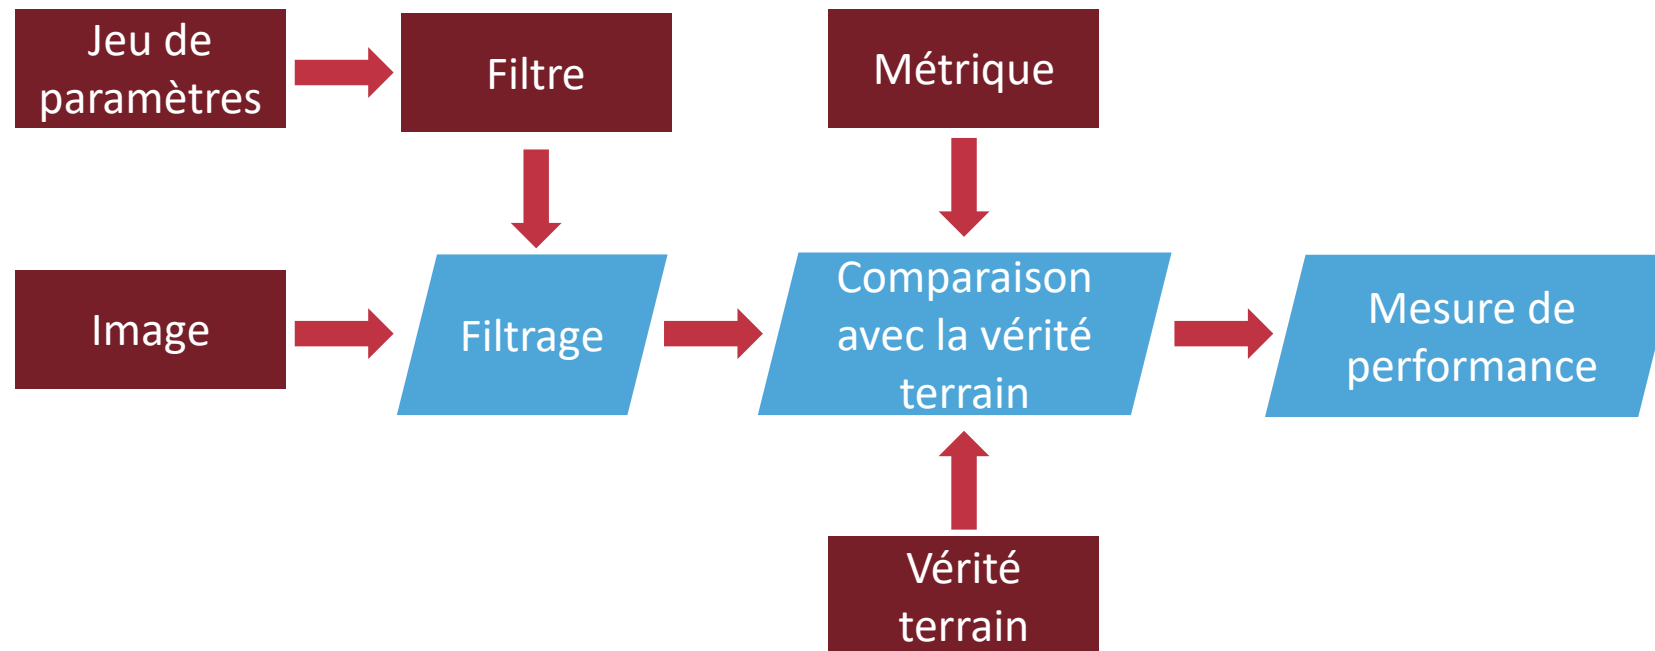 Jeu de
paramètres
Filtre
Métrique
Image
Filtrage
Comparaison
avec la vérité
terrain
Mesure de
performance
Vérité
terrain